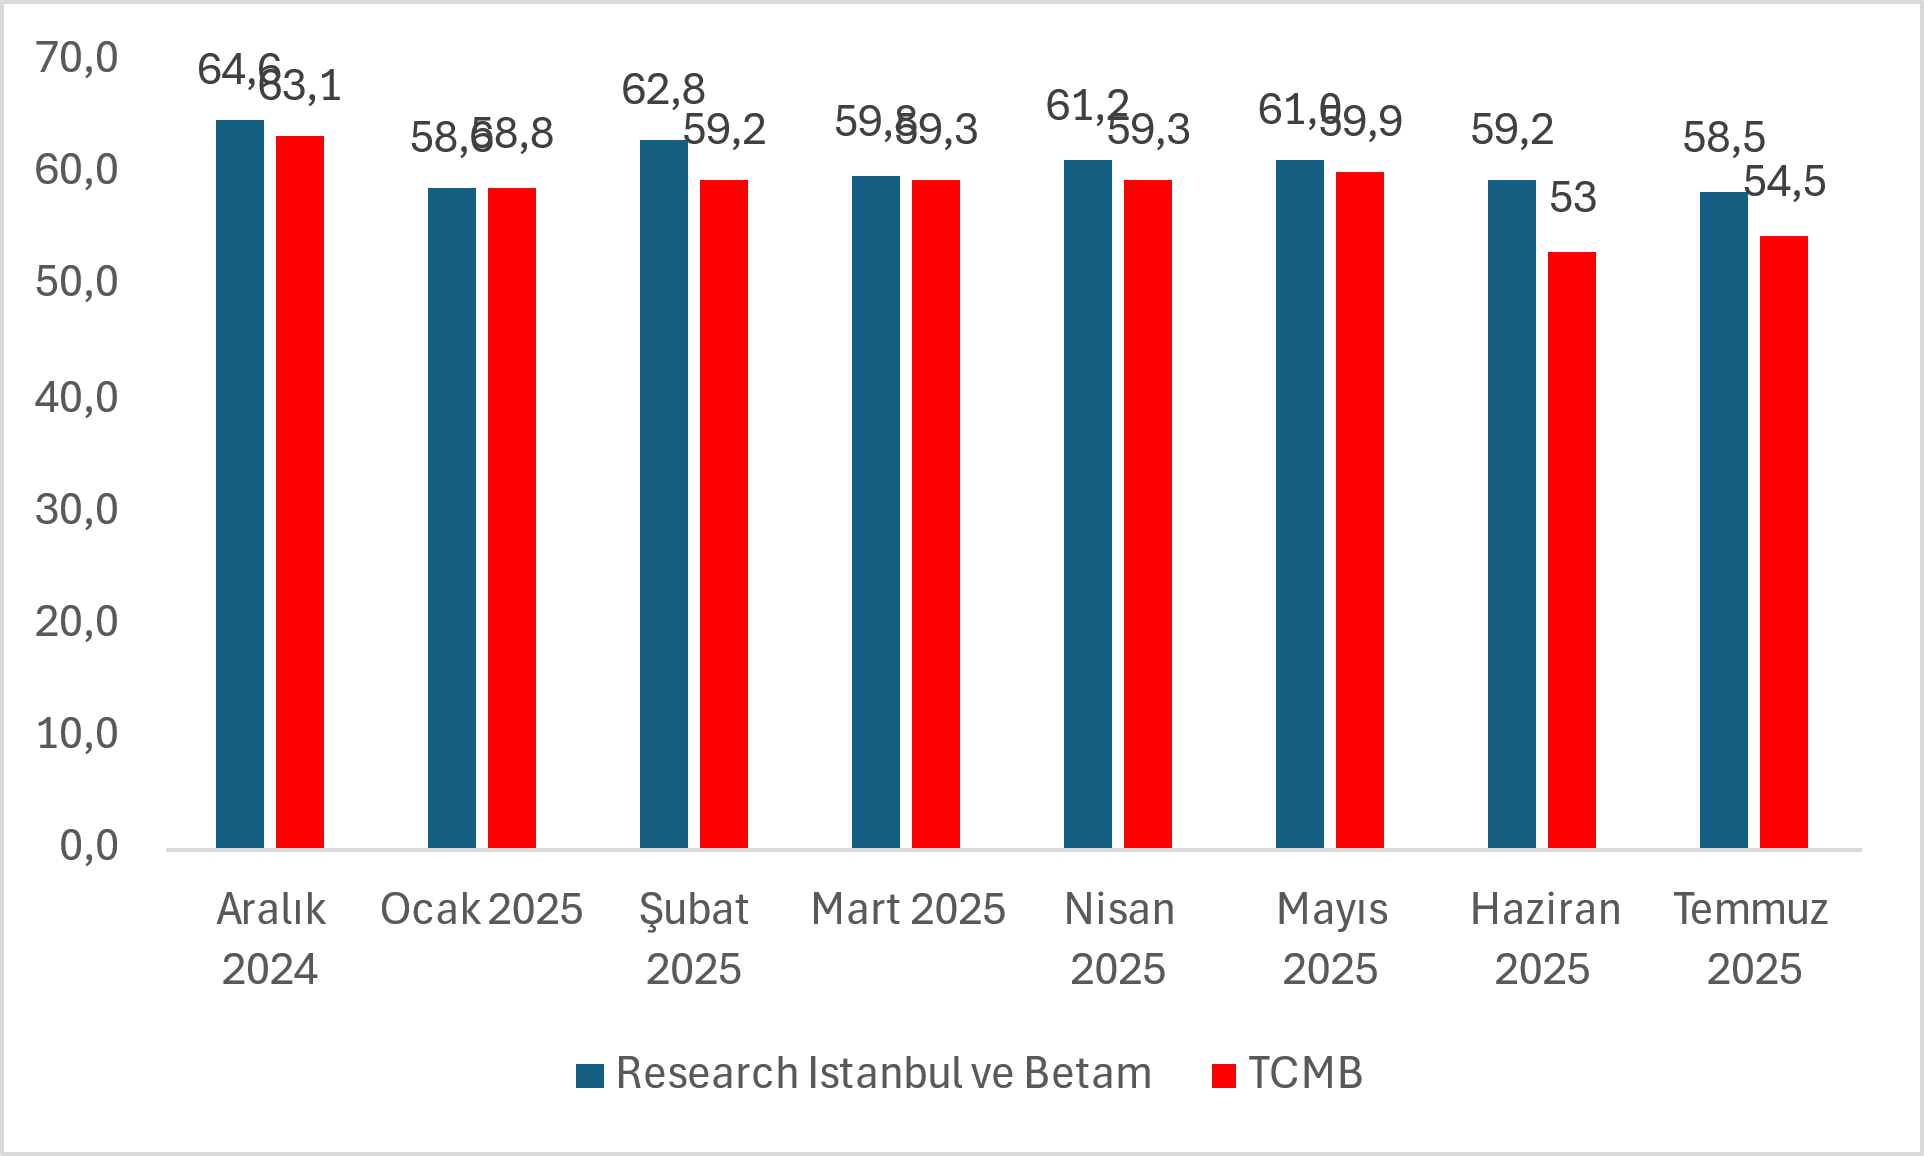 70,0
60,0
50,0
40,0
30,0
20,0
10,0
0,0
64,6 63,1
58,6 58,8
62,8 59,2
59,8 59,3
61,2 59,3
61,0 59,9
59,2 53
58,5 54,5
Aralık
2024
Ocak 2025
Şubat
2025
Mart 2025
Nisan
2025
Mayıs
2025
Haziran
2025
Temmuz
2025
Research Istanbul ve Betam
TCMB